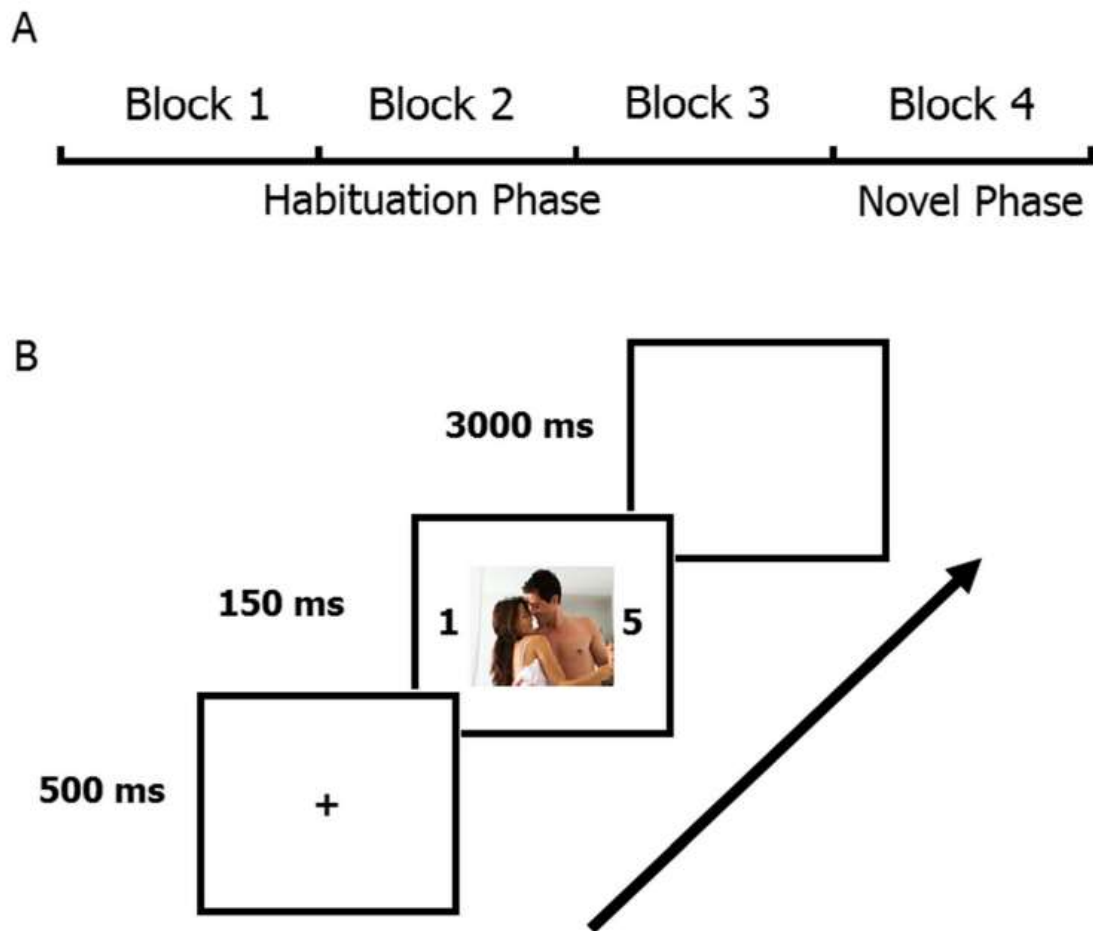 A
Block 1 Block 2 Block 3 Block 4
Habituation Phase Novel Phase
B
3000 ms
150 ms
1 5
500 ms
+